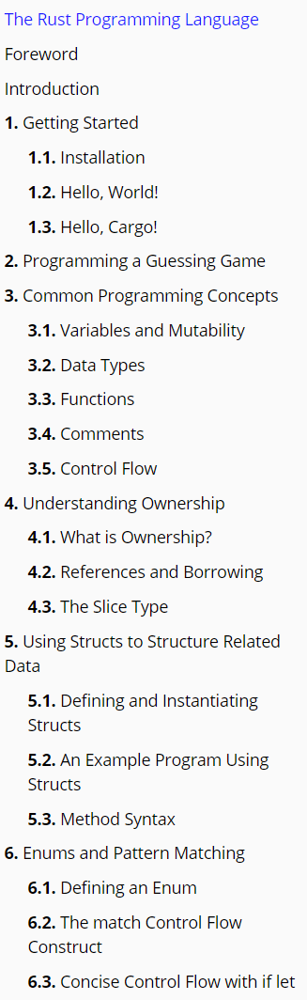 The Rust Programming Language
Foreword
Introduction
1. Getting Started
1.1. Installation
1.2. Hello, World!
1.3. Hello, Cargo!
2. Programming a Guessing Game
3. Common Programming Concepts
3.1. Variables and Mutability
3.2. Data Types
3.3. Functions
3.4. Comments
3.5. Control Flow
4. Understanding Ownership
4.1. What is Ownership?
4.2. References and Borrowing
4.3. The Slice Type
5. Using Structs to Structure Related
Data
5.1. Defining and Instantiating
Structs
5.2. An Example Program Using
Structs
5.3. Method Syntax
6. Enums and Pattern Matching
6.1. Defining an Enum
6.2. The match Control Flow
Construct
6.3. Concise Control Flow with if let